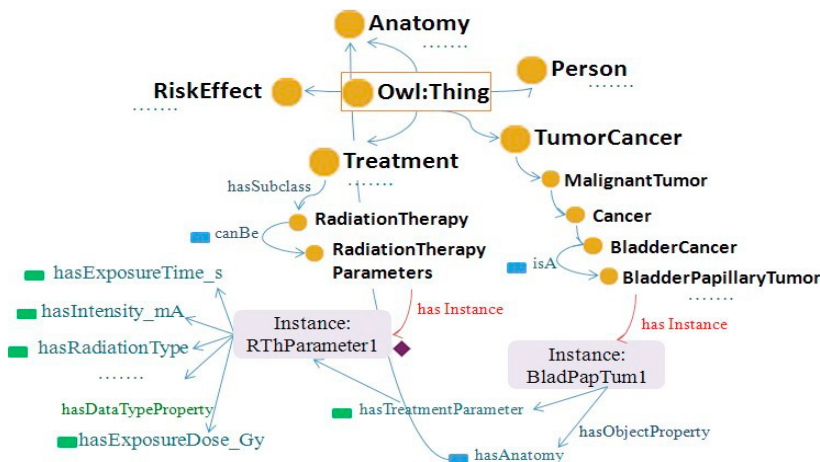 Anatomy
.......
RiskEffect
.......
Owl:Thing
Person
.......
TumorCancer
Treatment
.......
hasSubclass
MalignantTumor
RadiationTherapy
Cancer
canBe
RadiationTherapy
Parameters
BladderCancer
isA
BladderPapillaryTumor
.......
hasExposureTime_s
hasIntensity_mA
hasRadiationType
.......
hasDataTypeProperty
hasExposureDose_Gy
has Instance
Instance:
RThParameter1
has Instance
Instance:
BladPapTum1
hasTreatmentParameter
hasObjectProperty
hasAnatomy